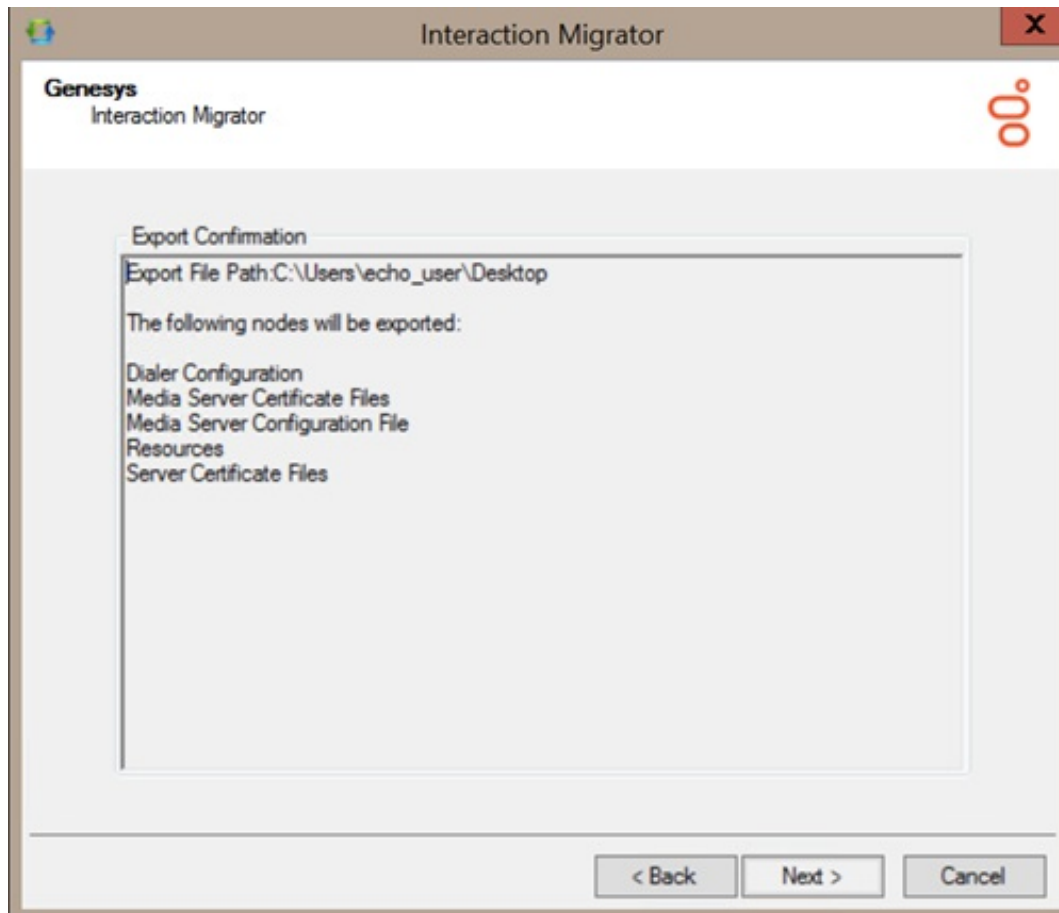 Interaction Migrator
X
Genesys
Interaction Migrator
Export Confirmation
Export File Path:C:\Users\echo_user\Desktop
The following nodes will be exported:
Dialer Configuration
Media Server Certificate Files
Media Server Configuration File
Resources
Server Certificate Files
< Back Next > Cancel